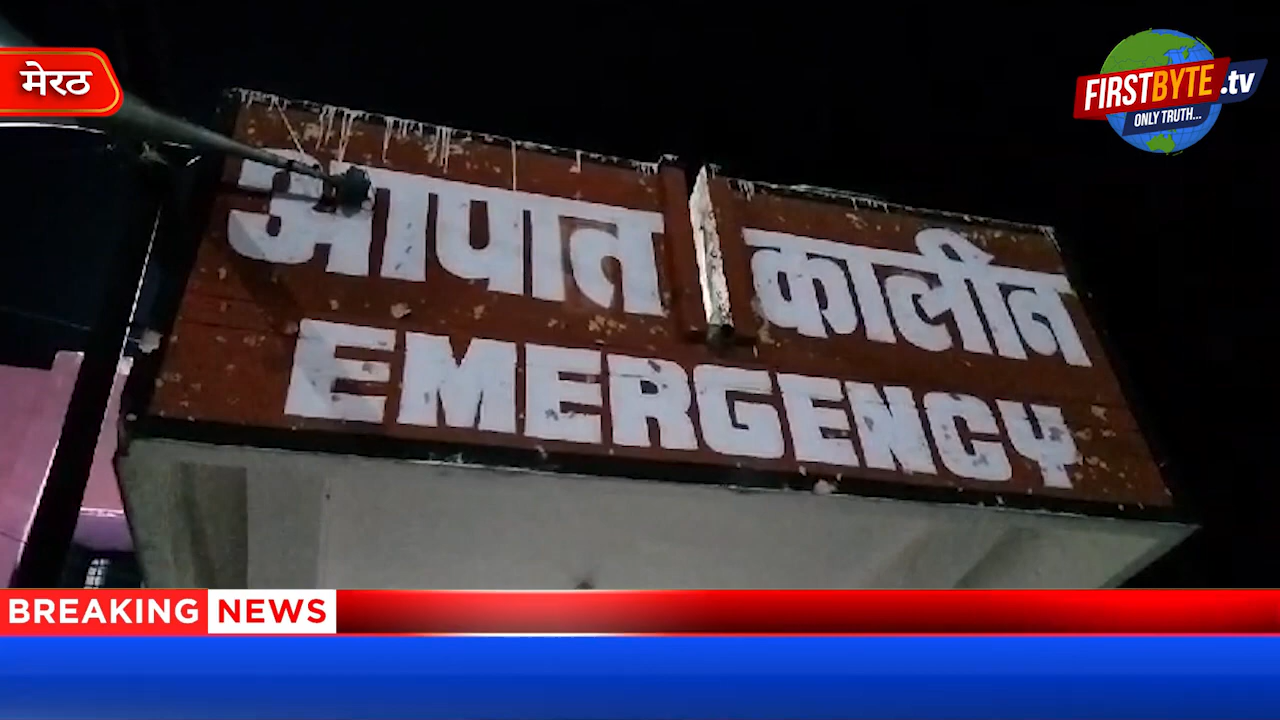 मेरठ
FIRSTBYTE.tv
ONLY TRUTH...
आपात कालीन
EMERGENCY
BREAKING NEWS